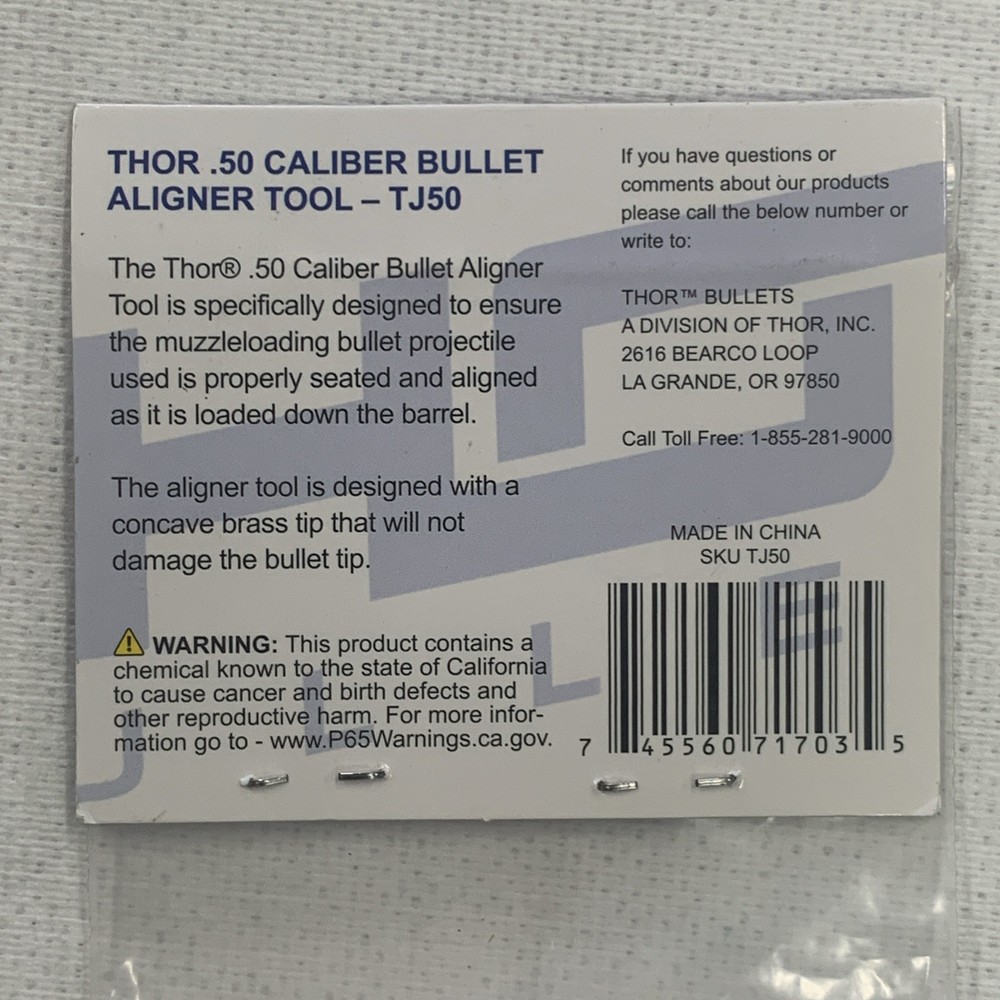 THOR .50 CALIBER BULLET
ALIGNER TOOL – TJ50
The Thor® .50 Caliber Bullet Aligner
Tool is specifically designed to ensure
the muzzleloading bullet projectile
used is properly seated and aligned
as it is loaded down the barrel.
The aligner tool is designed with a
concave brass tip that will not
damage the bullet tip.
WARNING: This product contains a
chemical known to the state of California
to cause cancer and birth defects and
other reproductive harm. For more infor-
mation go to - www.P65Warnings.ca.gov.
If you have questions or
comments about our products
please call the below number or
write to:
THOR™ BULLETS
A DIVISION OF THOR, INC.
2616 BEARCO LOOP
LA GRANDE, OR 97850
Call Toll Free: 1-855-281-9000
MADE IN CHINA
SKU TJ50
7 45560 71703 5